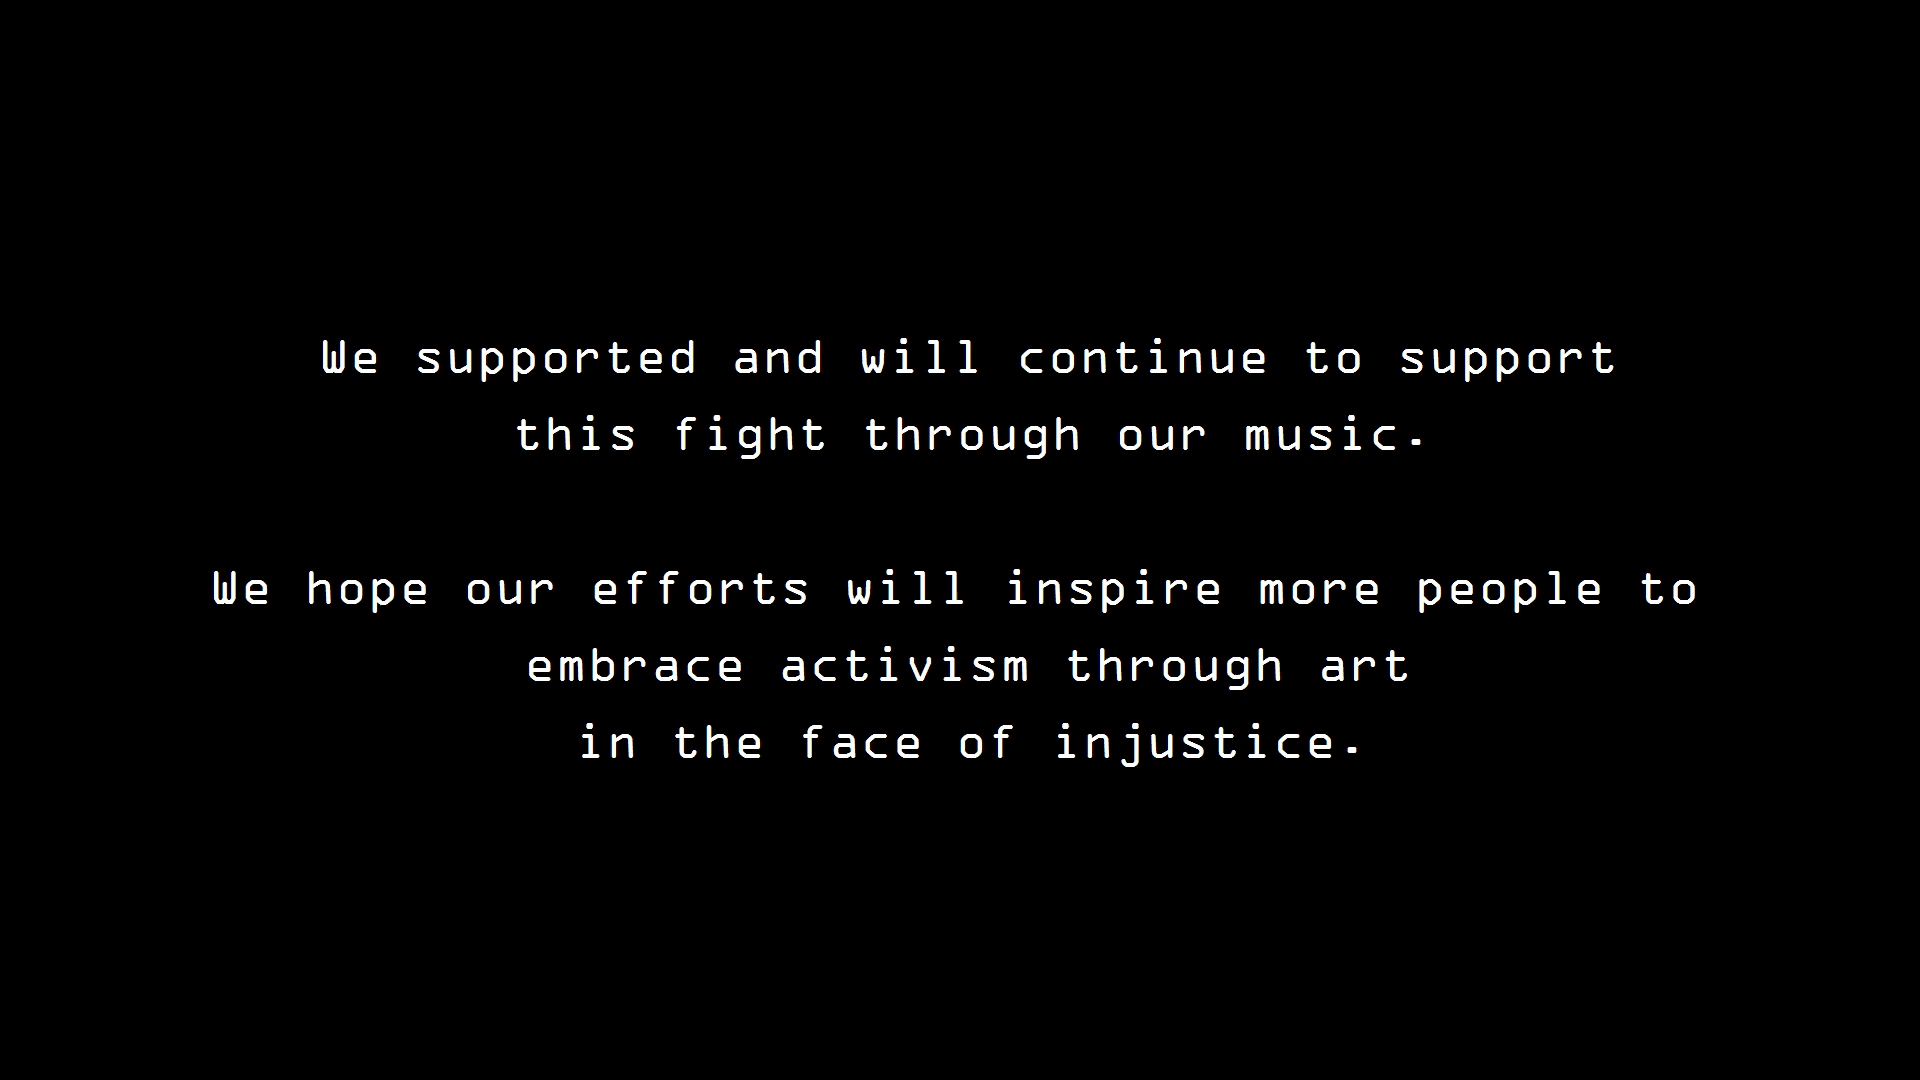 We supported and will continue to support
this fight through our music.
We hope our efforts will inspire more people to
embrace activism through art
in the face of injustice.